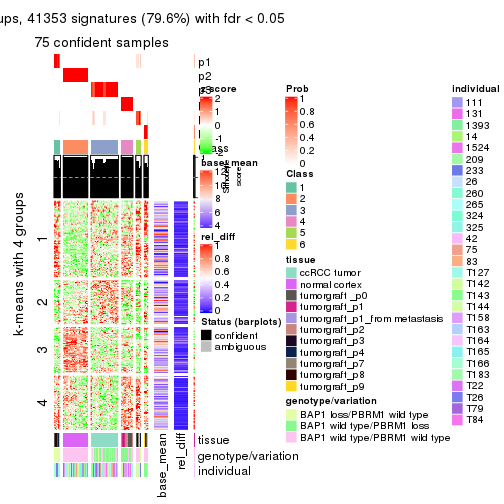 ups, 41353 signatures (79.6%) with fdr < 0.05
75 confident samples
p1
p2
z_score
2
1
0
-1
-2
base_mean
12
10
8
6
4
rel_diff
1
0.8
0.6
0.4
0.2
0
Status (barplots)
confident
ambiguous
k-means with 4 groups
1
2
3
4
base_mean
rel_diff
tissue
genotype/variation
individual
Prob
1
0.8
0.6
0.4
0.2
0
Class
1
2
3
4
5
6
tissue
ccRCC tumor
normal cortex
tumorgraft_p0
tumorgraft_p1
tumorgraft_p1_from metastasis
tumorgraft_p2
tumorgraft_p3
tumorgraft_p4
tumorgraft_p7
tumorgraft_p8
tumorgraft_p9
genotype/variation
BAP1 loss/PBRM1 wild type
BAP1 wild type/PBRM1 loss
BAP1 wild type/PBRM1 wild type
individual
111
131
1393
14
1524
209
233
26
260
265
324
325
42
75
83
T127
T142
T143
T144
T158
T163
T164
T165
T166
T183
T22
T26
T79
T84